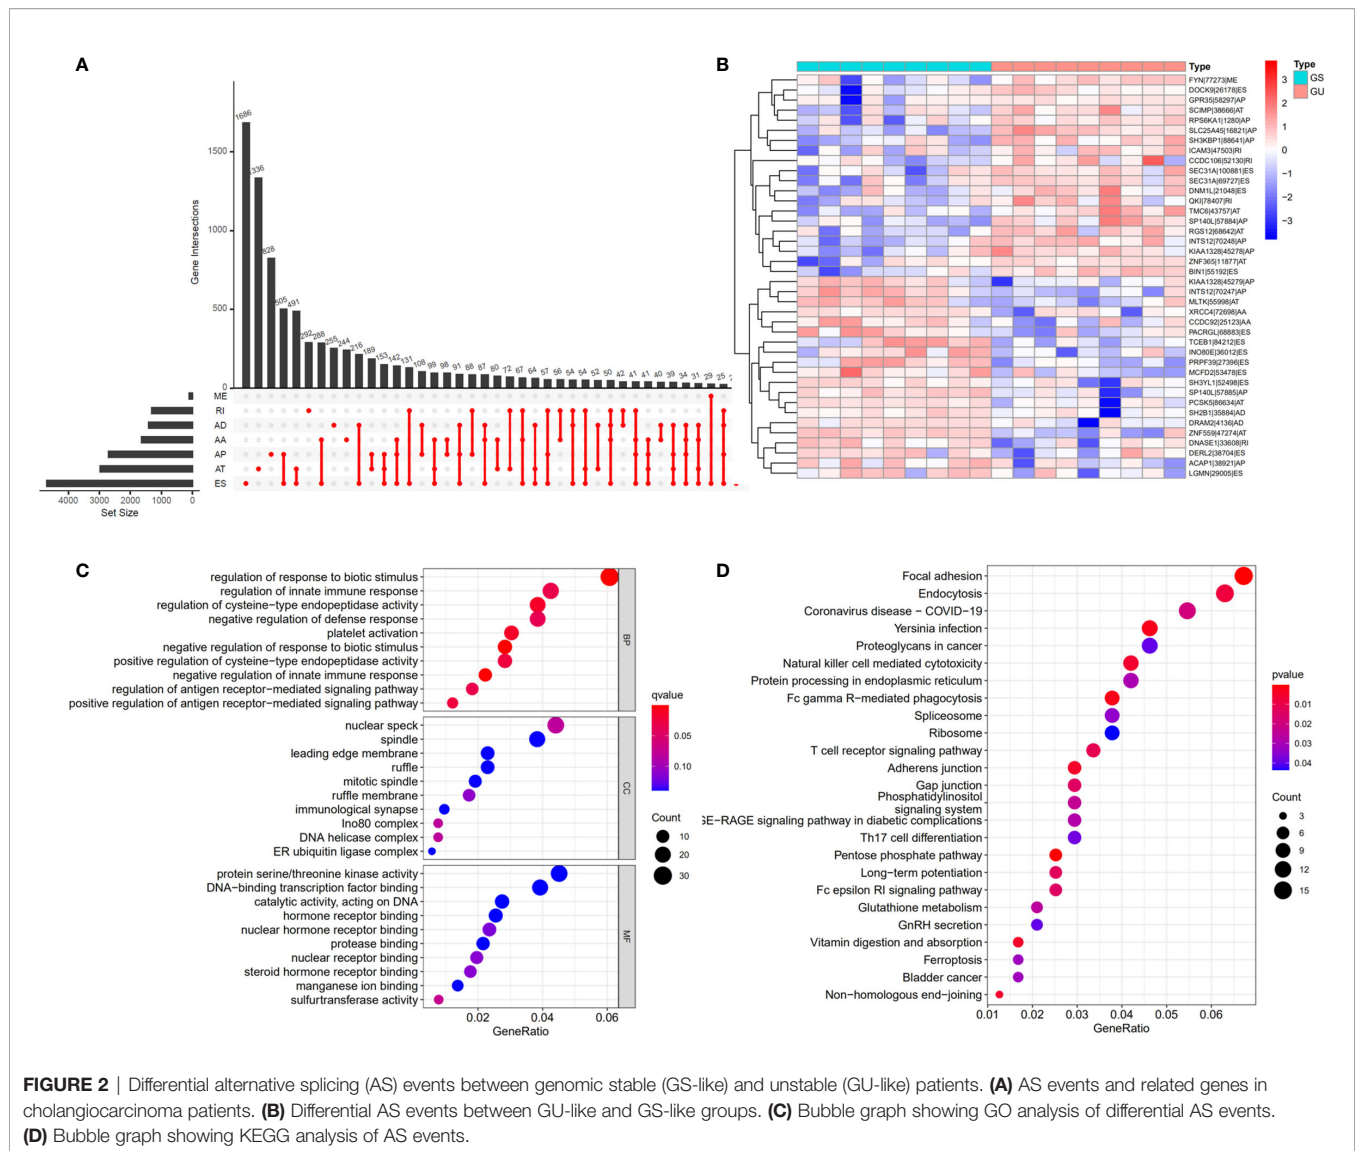 A
1686
1336
828
505
491
292
288
255
244
216
189
153
142
131
108
99
98
91
88
87
80
72
67
64
57
56
54
54
52
50
42
41
41
40
39
34
31
29
Gene Intersections
1500
1000
500
0
ME
RI
AD
AA
AP
AT
ES
4000 3000 2000 1000 0
Set Size
B
Type
FYN|77273|ME
DOCK9|26178|ES
GPR35|58297|AP
SCIMP|38666|AT
RPS6KA1|1280|AP
SLC25A45|16821|AP
SH3KBP1|88641|AP
ICAM3|47503|RI
CCDC106|52130|RI
SEC31A|100881|ES
SEC31A|69727|ES
DNM1L|21048|ES
QKI|78407|RI
TMC6|43757|AT
SP140L|57884|AP
RGS12|68642|AT
INTS12|70248|AP
KIAA1328|45278|AP
ZNF365|11877|AT
BIN1|55192|ES
KIAA1328|45279|AP
INTS12|70247|AP
MLTK|55998|AT
XRCC4|72698|AA
CCDC92|25123|AA
PACRGL|68883|ES
TCEB1|84212|ES
INO80E|36012|ES
PRPF39|27396|ES
MCFD2|53478|ES
SH3YL1|52498|ES
SP140L|57885|AP
PCSK5|86634|AT
SH2B1|35884|AD
DRAM2|4136|AD
ZNF559|47274|AT
DNASE1|33608|RI
DERL2|38704|ES
ACAP1|38921|AP
LGMN|29005|ES
3
2
1
0
−1
−2
−3
Type
GS
GU
C
regulation of response to biotic stimulus
regulation of innate immune response
regulation of cysteine−type endopeptidase activity
negative regulation of defense response
platelet activation
negative regulation of response to biotic stimulus
positive regulation of cysteine−type endopeptidase activity
negative regulation of innate immune response
regulation of antigen receptor−mediated signaling pathway
positive regulation of antigen receptor−mediated signaling pathway
BP
nuclear speck
spindle
leading edge membrane
ruffle
mitotic spindle
ruffle membrane
immunological synapse
Ino80 complex
DNA helicase complex
ER ubiquitin ligase complex
CC
protein serine/threonine kinase activity
DNA−binding transcription factor binding
catalytic activity, acting on DNA
hormone receptor binding
nuclear hormone receptor binding
protease binding
nuclear receptor binding
steroid hormone receptor binding
manganese ion binding
sulfurtransferase activity
MF
0.02 0.04 0.06
GeneRatio
qvalue
0.05
0.10
Count
10
20
30
D
Focal adhesion
Endocytosis
Coronavirus disease − COVID−19
Yersinia infection
Proteoglycans in cancer
Natural killer cell mediated cytotoxicity
Protein processing in endoplasmic reticulum
Fc gamma R−mediated phagocytosis
Spliceosome
Ribosome
T cell receptor signaling pathway
Adherens junction
Gap junction
Phosphatidylinositol
signaling system
GE−RAGE signaling pathway in diabetic complications
Th17 cell differentiation
Pentose phosphate pathway
Long−term potentiation
Fc epsilon RI signaling pathway
Glutathione metabolism
GnRH secretion
Vitamin digestion and absorption
Ferroptosis
Bladder cancer
Non−homologous end−joining
0.01 0.02 0.03 0.04 0.05 0.06
GeneRatio
pvalue
0.01
0.02
0.03
0.04
Count
3
6
9
12
15
FIGURE 2 | Differential alternative splicing (AS) events between genomic stable (GS-like) and unstable (GU-like) patients. (A) AS events and related genes in
cholangiocarcinoma patients. (B) Differential AS events between GU-like and GS-like groups. (C) Bubble graph showing GO analysis of differential AS events.
(D) Bubble graph showing KEGG analysis of AS events.